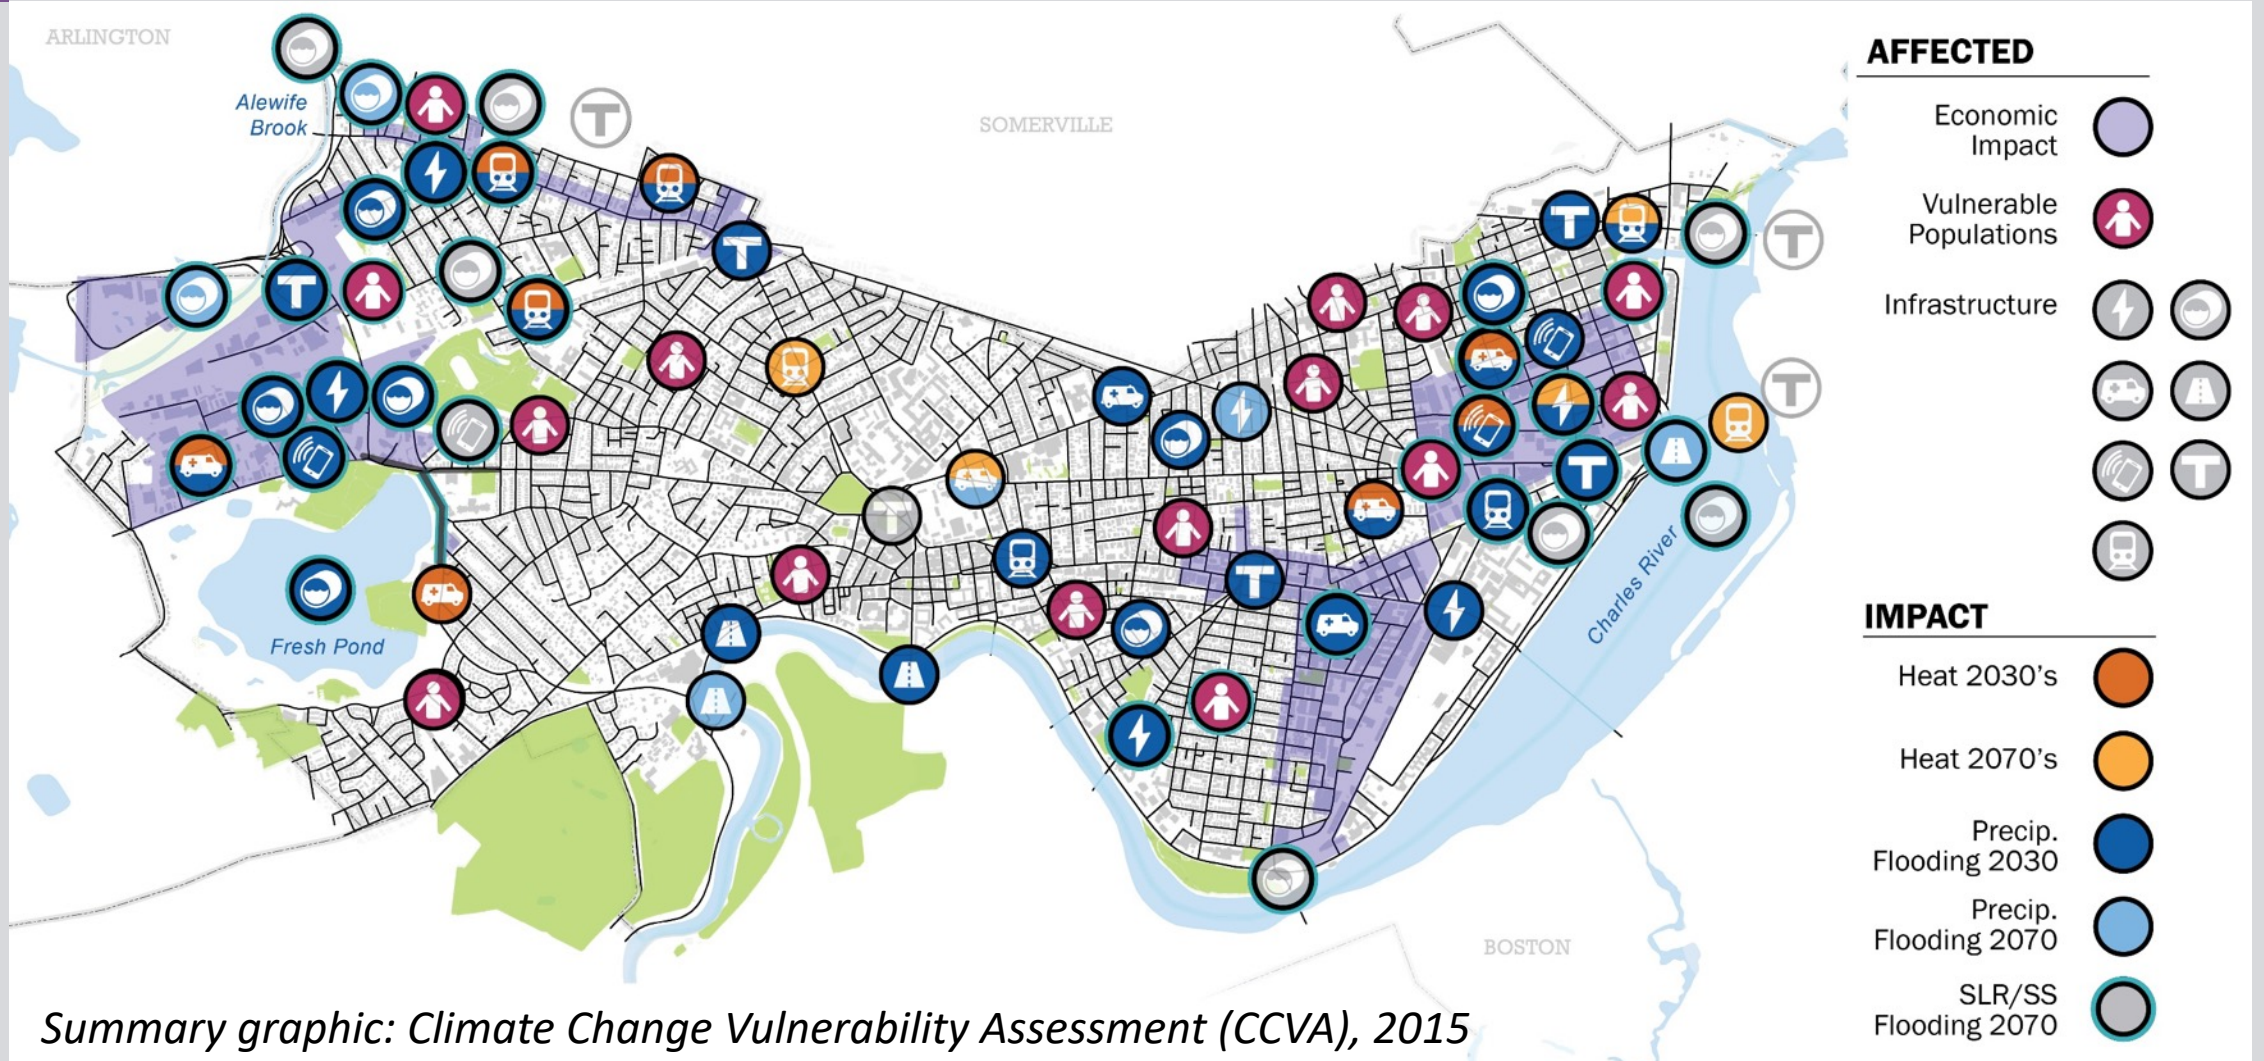 ARLINGTON
Alewife
Brook
SOMERVILLE
T
T
T
T
T
T
T
T
T
T
Fresh Pond
Charles River
BOSTON
AFFECTED
Economic
Impact
Vulnerable
Populations
Infrastructure
T
IMPACT
Heat 2030's
Heat 2070's
Precip.
Flooding 2030
Precip.
Flooding 2070
SLR/SS
Flooding 2070
Summary graphic: Climate Change Vulnerability Assessment (CCVA), 2015